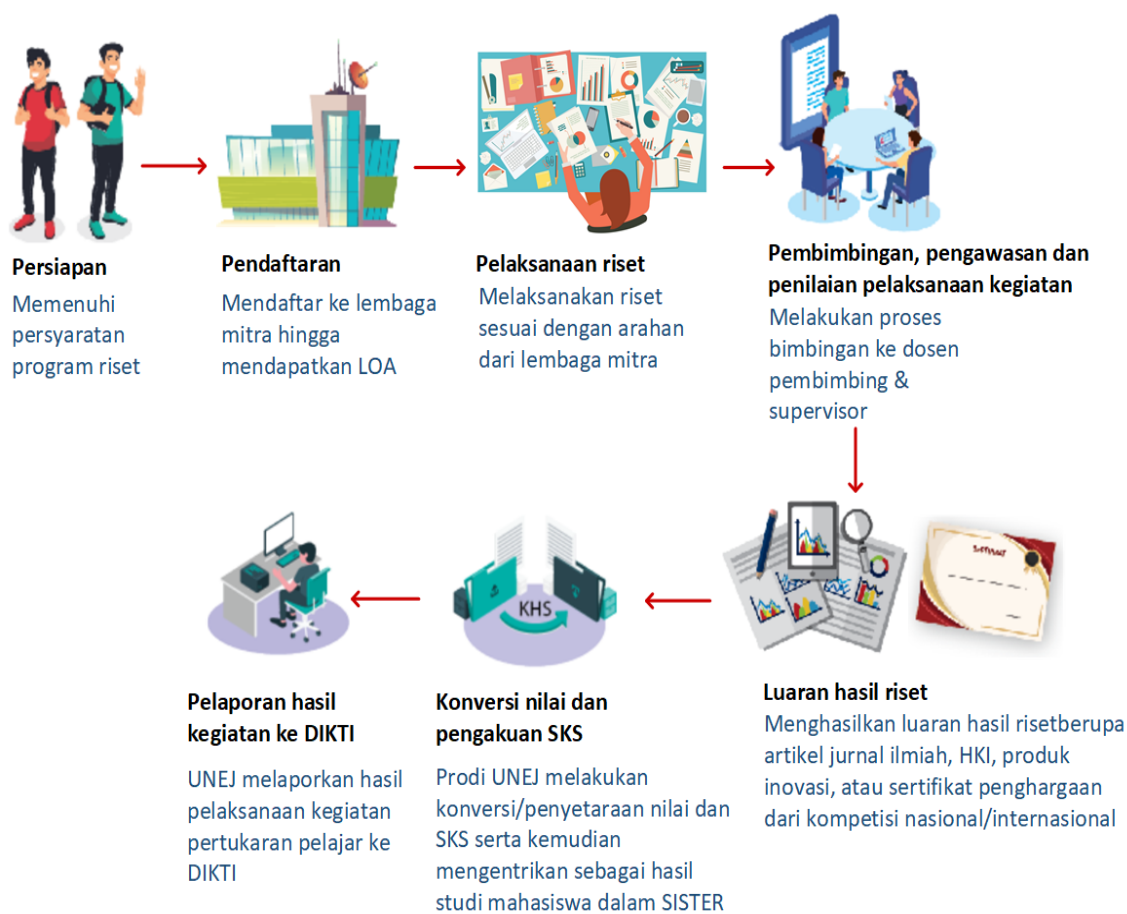 Persiapan
Memenuhi
persyaratan
program riset
Pendaftaran
Mendaftar ke lembaga
mitra hingga
mendapatkan LOA
Pelaksanaan riset
Melaksanakan riset
sesuai dengan arahan
dari lembaga mitra
Pembimbingan, pengawasan dan
penilaian pelaksanaan kegiatan
Melakukan proses
bimbingan ke dosen
pembimbing &
supervisor
Luaran hasil riset
Menghasilkan luaran hasil risetberupa
artikel jurnal ilmiah, HKI, produk
inovasi, atau sertifikat penghargaan
dari kompetisi nasional/internasional
KHS
Konversi nilai dan
pengakuan SKS
Prodi UNEJ melakukan
konversi/penyetaraan nilai dan
SKS serta kemudian
mengentrikan sebagai hasil
studi mahasiswa dalam SISTER
Pelaporan hasil
kegiatan ke DIKTI
UNEJ melaporkan hasil
pelaksanaan kegiatan
pertukaran pelajar ke
DIKTI